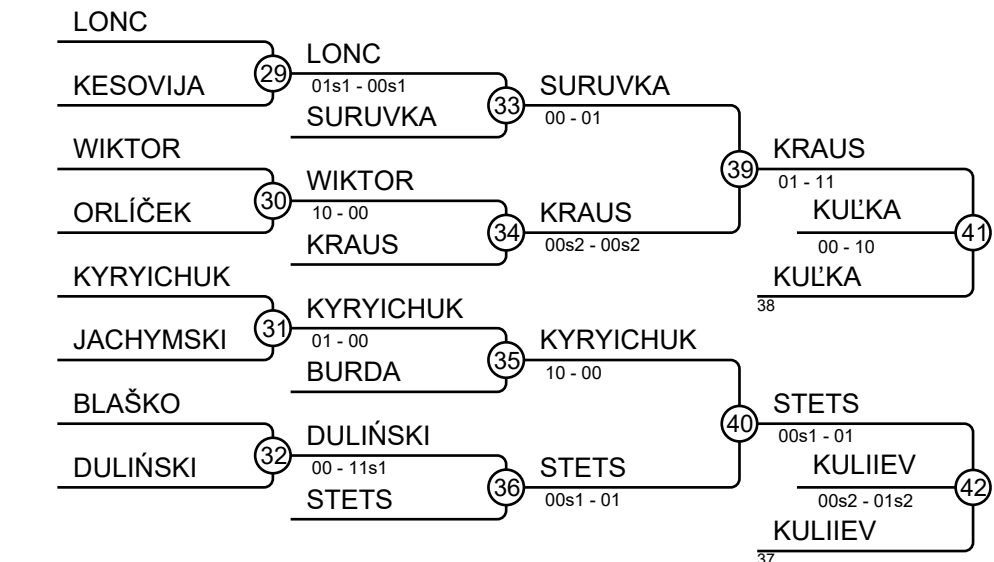 LONC
KESOVIJA
29
LONC
01s1 - 00s1
SURUVKA
33
SURUVKA
00 - 01
WIKTOR
ORLÍČEK
30
WIKTOR
10 - 00
KRAUS
34
KRAUS
00s2 - 00s2
39
KRAUS
01 - 11
KUĽKA
00 - 10
41
KUĽKA
38
KYRYICHUK
JACHYMSKI
31
KYRYICHUK
01 - 00
BURDA
35
KYRYICHUK
10 - 00
BLAŠKO
DULIŃSKI
32
DULIŃSKI
00 - 11s1
STETS
36
STETS
00s1 - 01
40
STETS
00s1 - 01
KULIIEV
00s2 - 01s2
42
KULIIEV
37